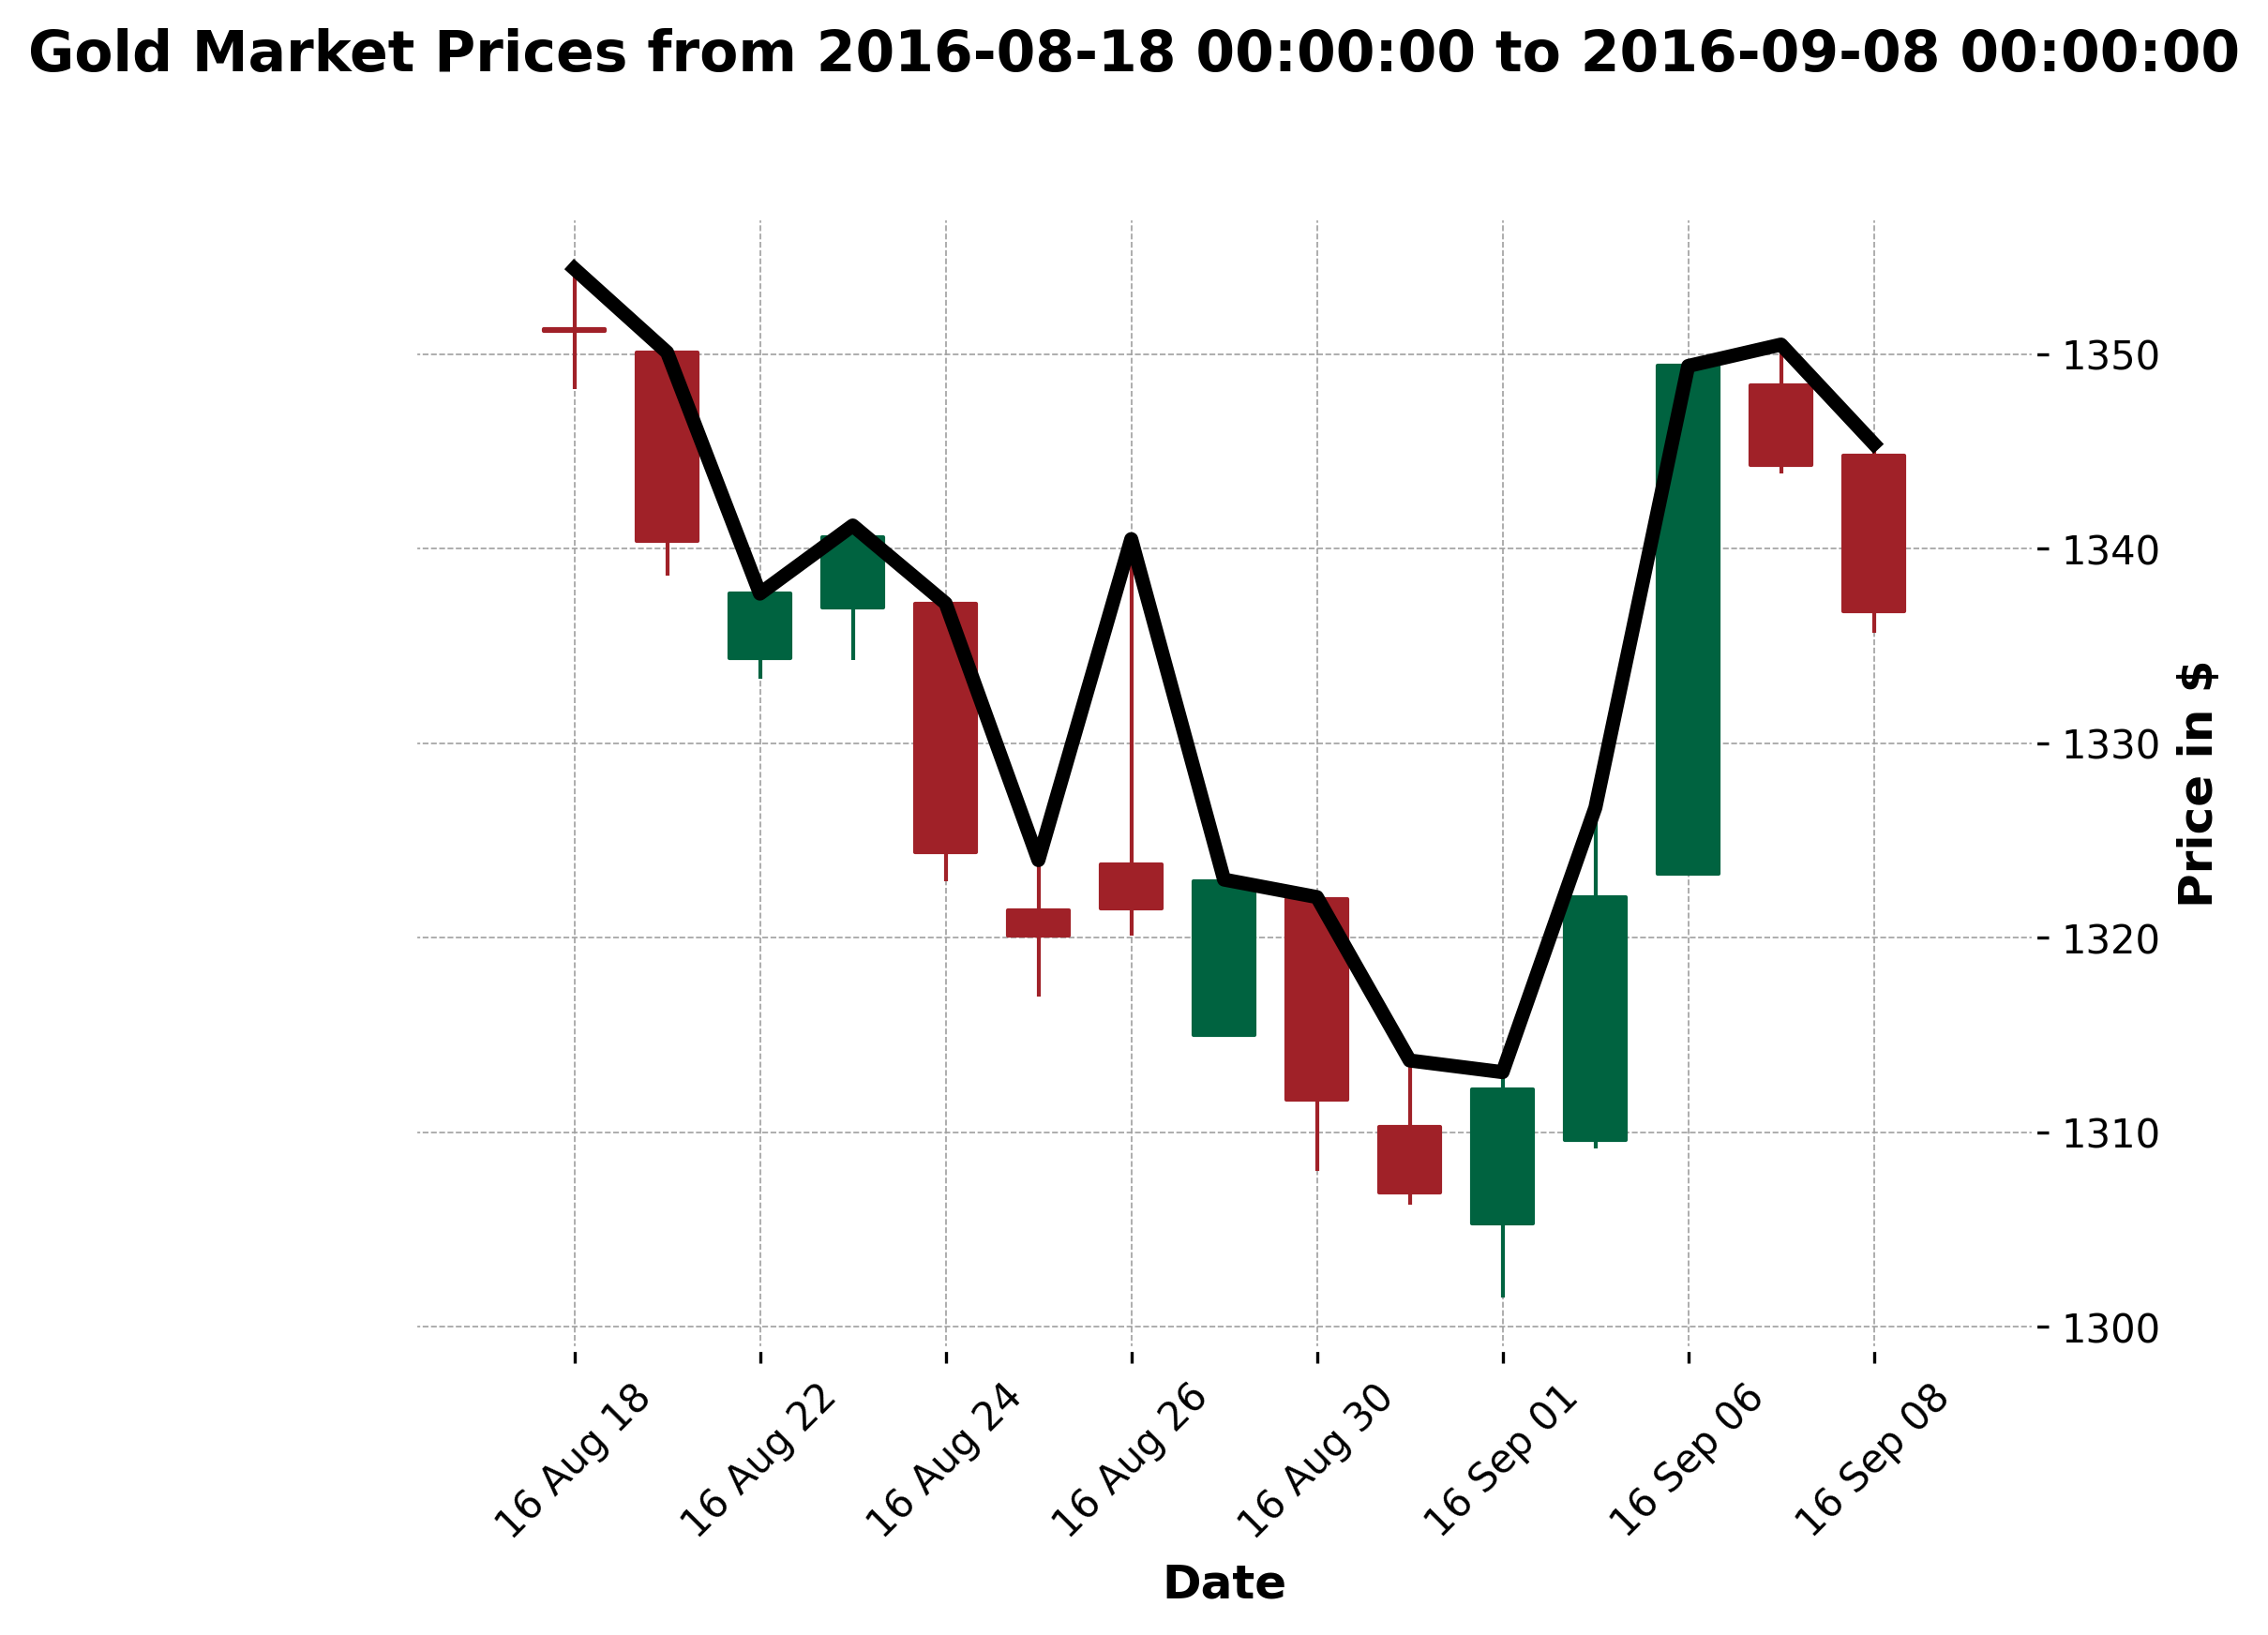 Gold Market Prices from 2016-08-18 00:00:00 to 2016-09-08 00:00:00
1350
1340
1330
1320
1310
1300
Price in $
16 Aug 18
16 Aug 22
16 Aug 24
16 Aug 26
16 Aug 30
16 Sep 01
16 Sep 06
16 Sep 08
Date